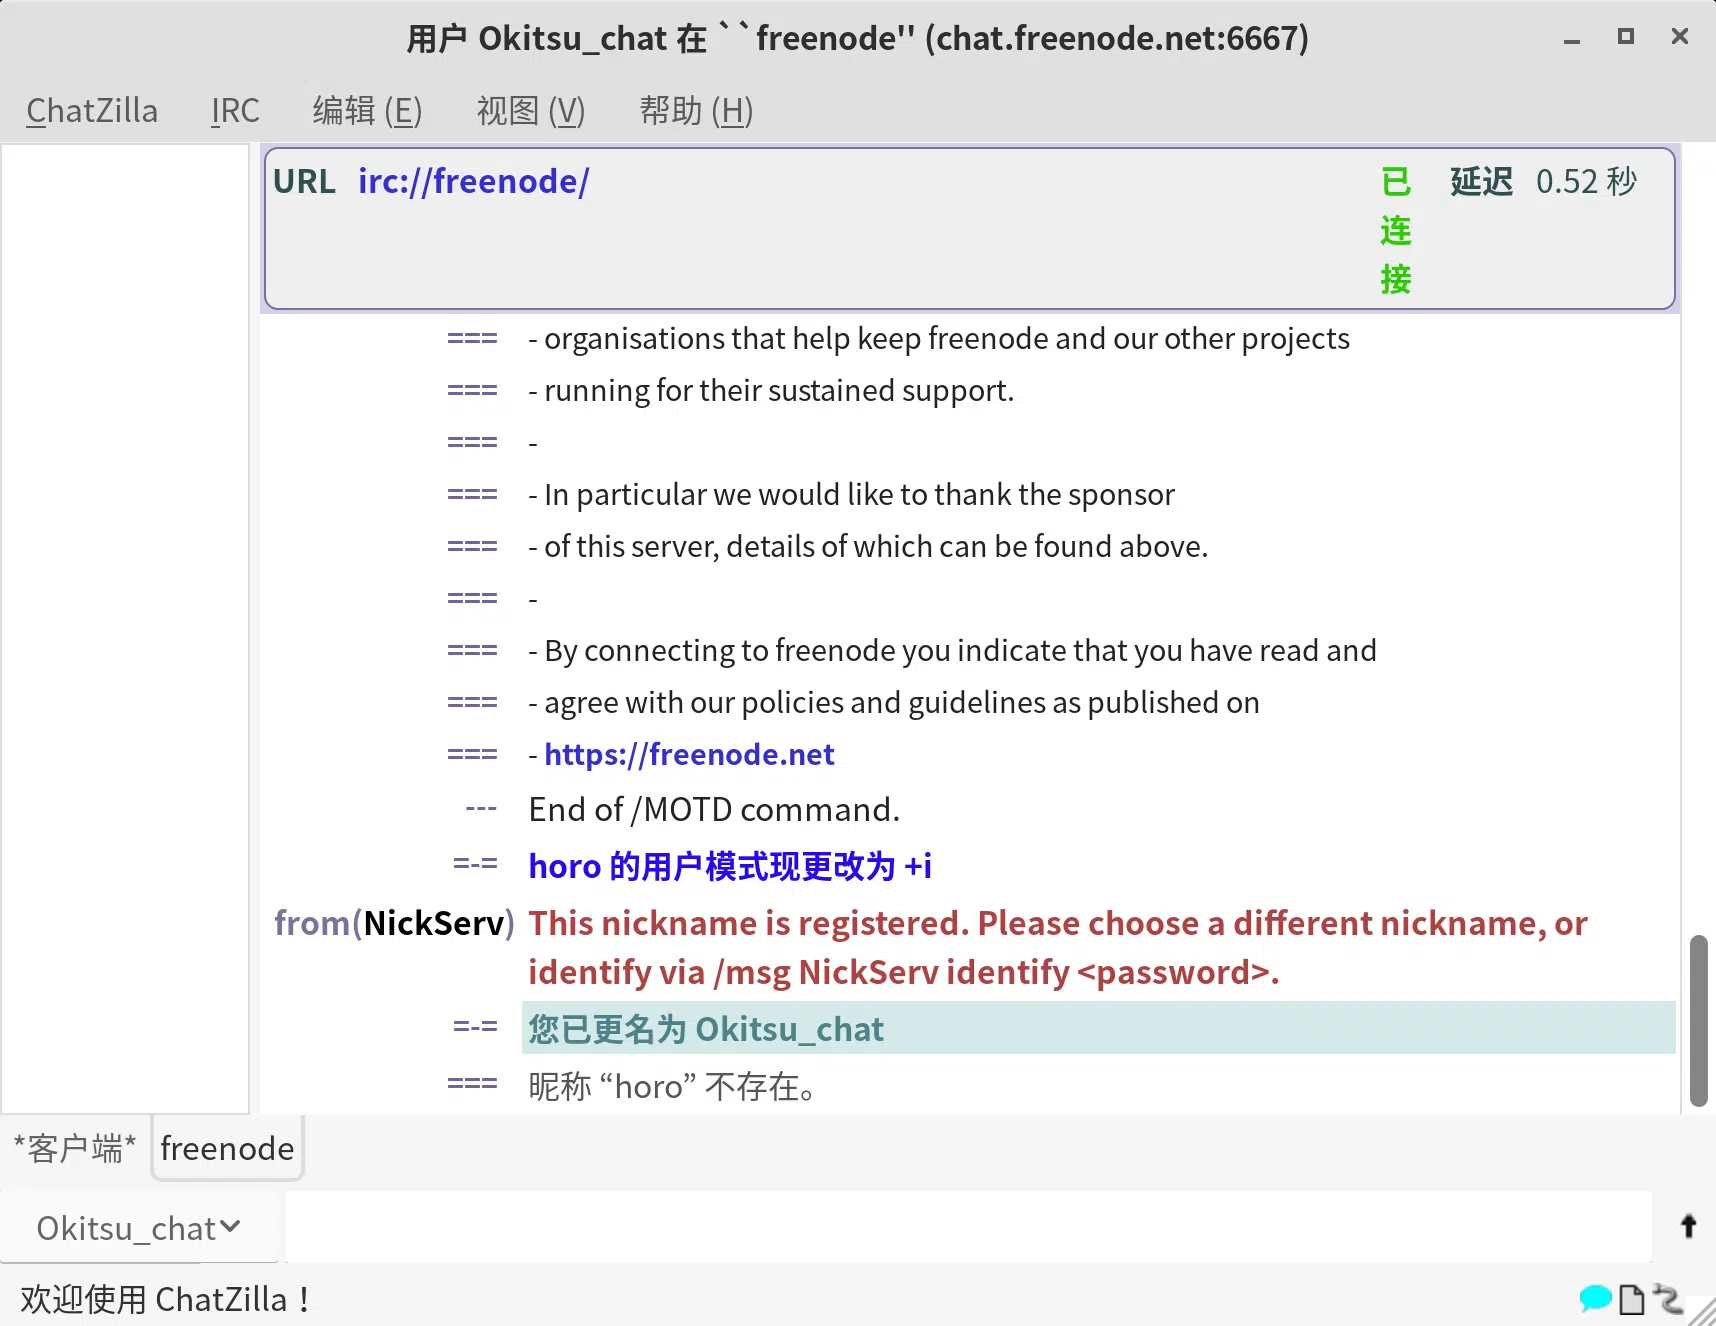 用户 Okitsu_chat 在 ``freenode'' (chat.freenode.net:6667)
ChatZilla IRC 编辑 (E) 视图 (V) 帮助 (H)
URL irc://freenode/ 已连接 延迟 0.52 秒
=== - organisations that help keep freenode and our other projects
=== - running for their sustained support.
=== -
=== - In particular we would like to thank the sponsor
=== - of this server, details of which can be found above.
=== -
=== - By connecting to freenode you indicate that you have read and
=== - agree with our policies and guidelines as published on
=== - https://freenode.net
--- End of /MOTD command.
=-= horo 的用户模式现更改为 +i
from(NickServ) This nickname is registered. Please choose a different nickname, or
identify via /msg NickServ identify <password>.
=-= 您已更名为 Okitsu_chat
=== 昵称 “horo” 不存在。
*客户端* freenode
Okitsu_chat
欢迎使用 ChatZilla！